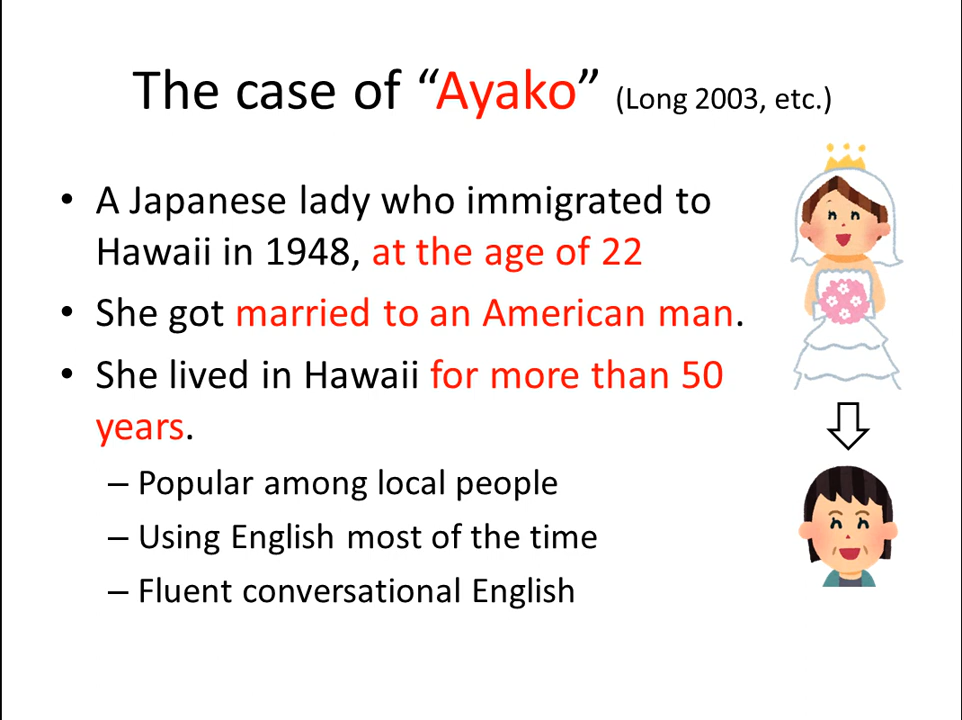 The case of “Ayako” (Long 2003, etc.)
• A Japanese lady who immigrated to
Hawaii in 1948, at the age of 22
• She got married to an American man.
• She lived in Hawaii for more than 50
years.
– Popular among local people
– Using English most of the time
– Fluent conversational English